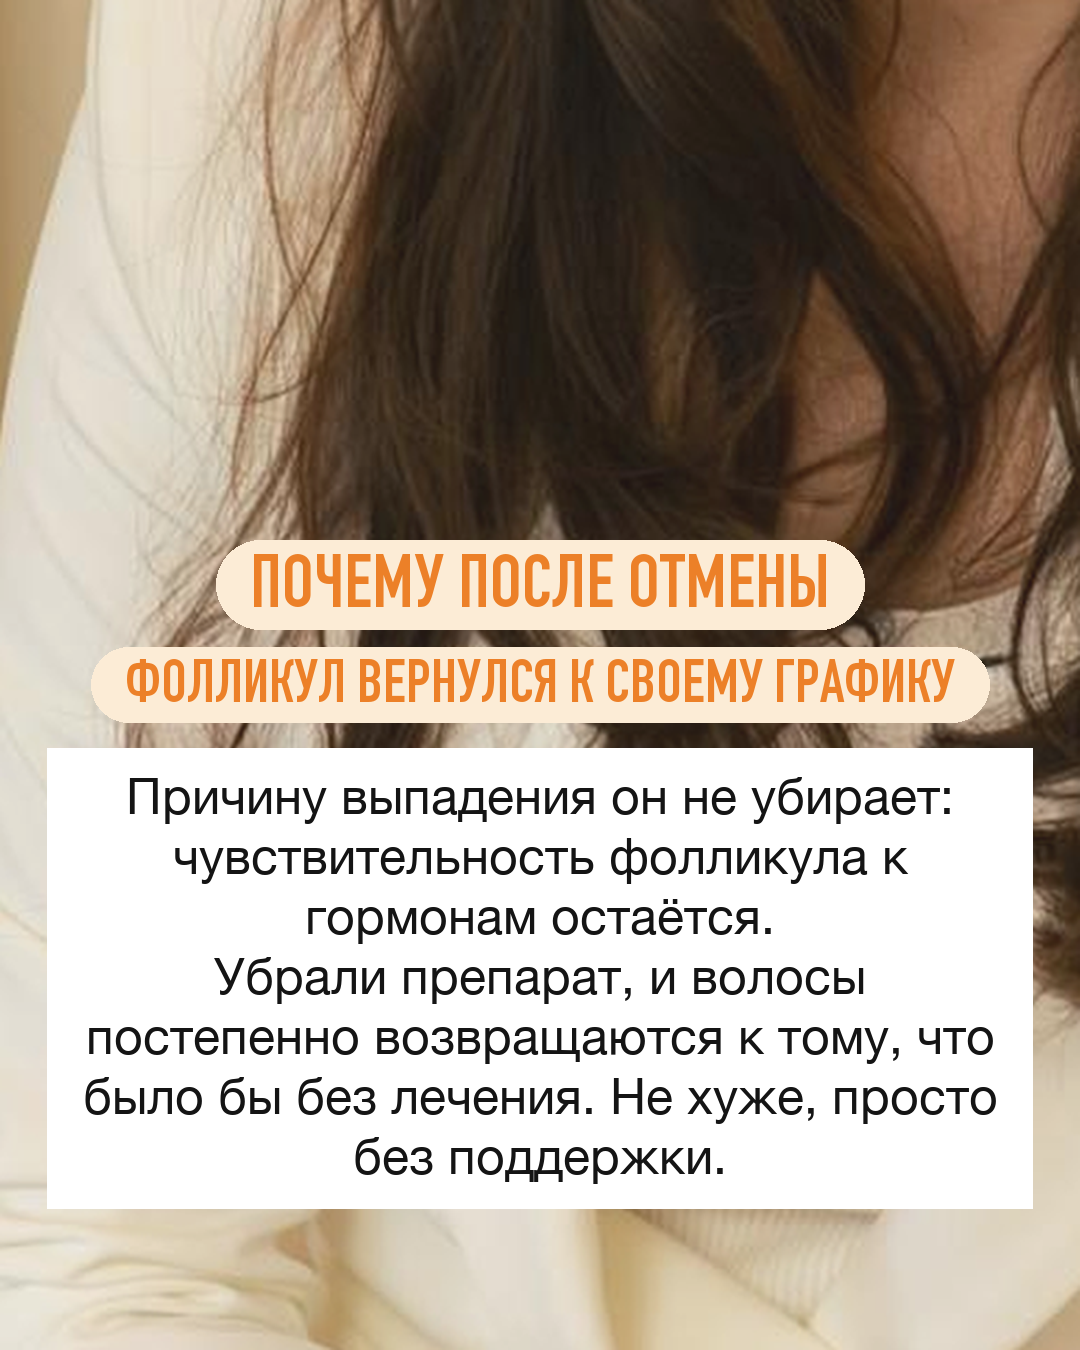 ПОЧЕМУ ПОСЛЕ ОТМЕНЫ
ФОЛЛИКУЛ ВЕРНУЛСЯ К СВОЕМУ ГРАФИКУ
Причину выпадения он не убирает:
чувствительность фолликула к
гормонам остаётся.
Убрали препарат, и волосы
постепенно возвращаются к тому, что
было бы без лечения. Не хуже, просто
без поддержки.